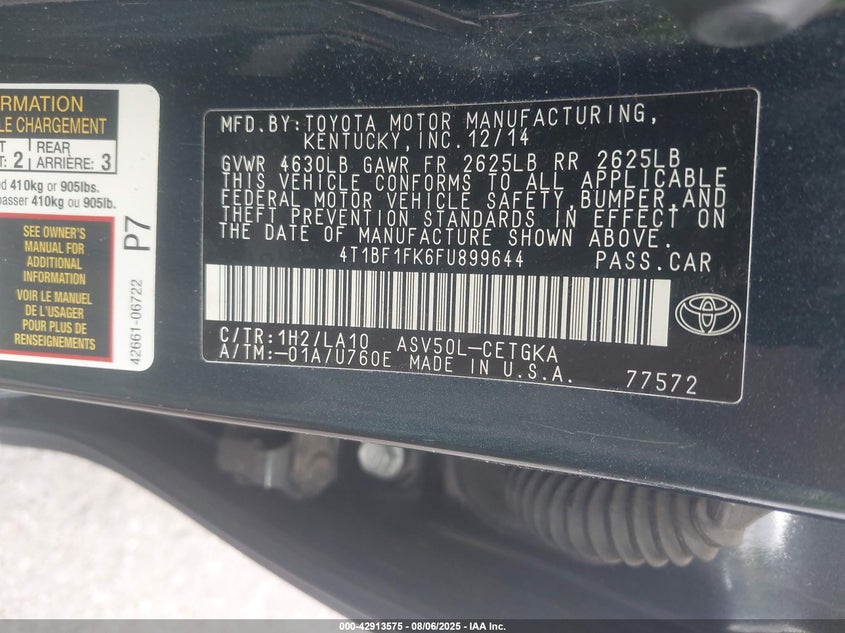 RMATION
LE CHARGEMENT
T
: 2
REAR
ARRIÈRE: 3
ed 410kg or 905lbs.
passer 410kg ou 905lb.
SEE OWNER'S
MANUAL FOR
ADDITIONAL
INFORMATION
VOIR LE MANUEL
DE L'USAGER
POUR PLUS DE
RENSEIGNEMENTS
P7
42661-06722
MFD.BY:TOYOTA MOTOR MANUFACTURING,
KENTUCKY, INC. 12/14
GVWR 4630LB GAWR FR 2625LB RR 2625LB
THIS VEHICLE CONFORMS TO ALL APPLICABLE
FEDERAL MOTOR VEHICLE SAFETY,BUMPER,AND
THEFT PREVENTION STANDARDS IN EFFECT ON
THE DATE OF MANUFACTURE SHOWN ABOVE.
4T1BF1FK6FU899644 PASS.CAR
C/TR:1H2/LA10 ASV50L-CETGKA
A/TM:-01A/U760E MADE IN U.S.A. 77572
000-42913575 - 08/06/2025 - IAA Inc.